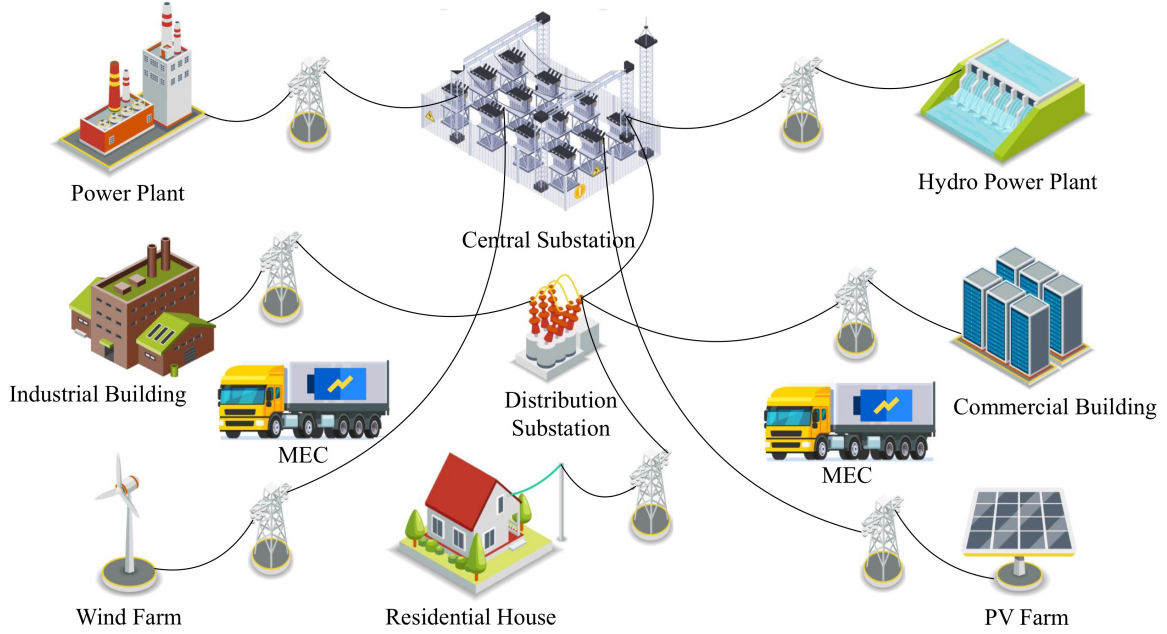 Power Plant
Hydro Power Plant
Central Substation
Industrial Building
Distribution
Substation
Commercial Building
MEC
MEC
Wind Farm
Residential House
PV Farm